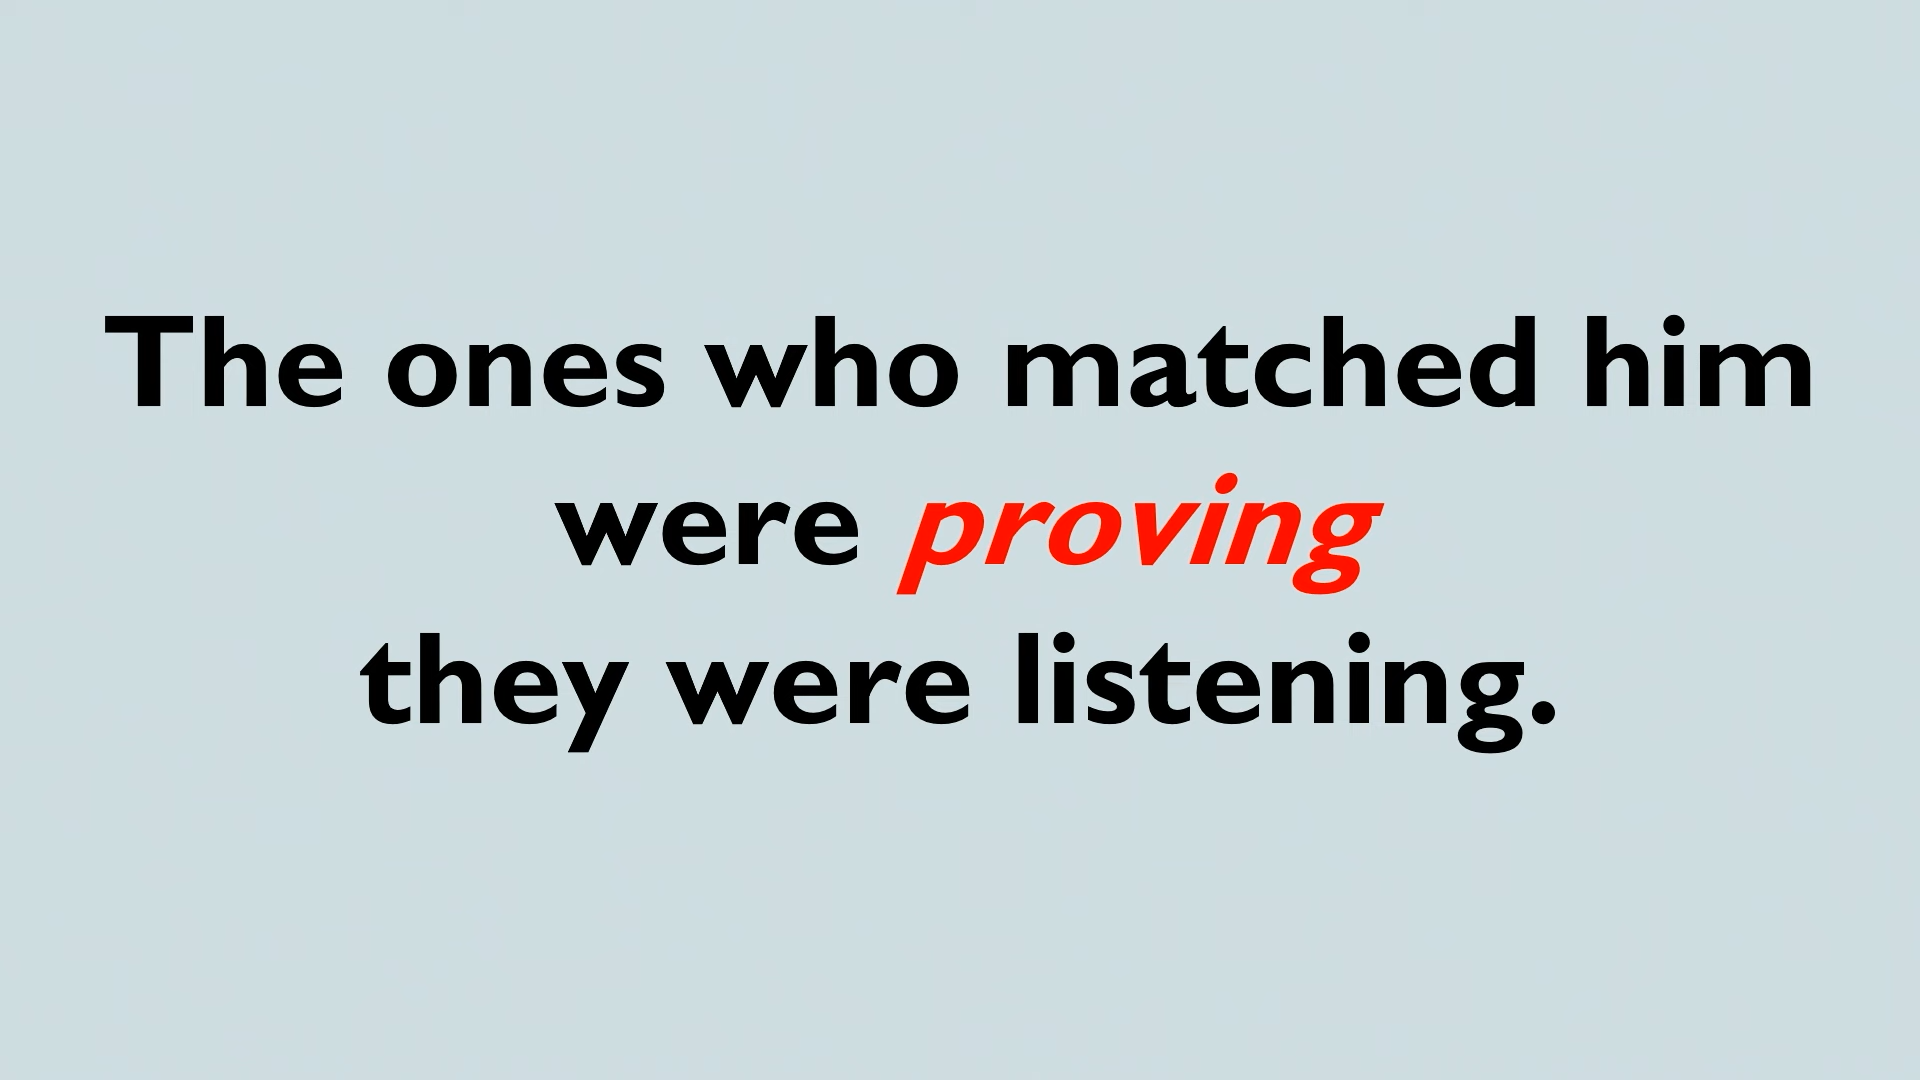 The ones who matched him
were proving
they were listening.